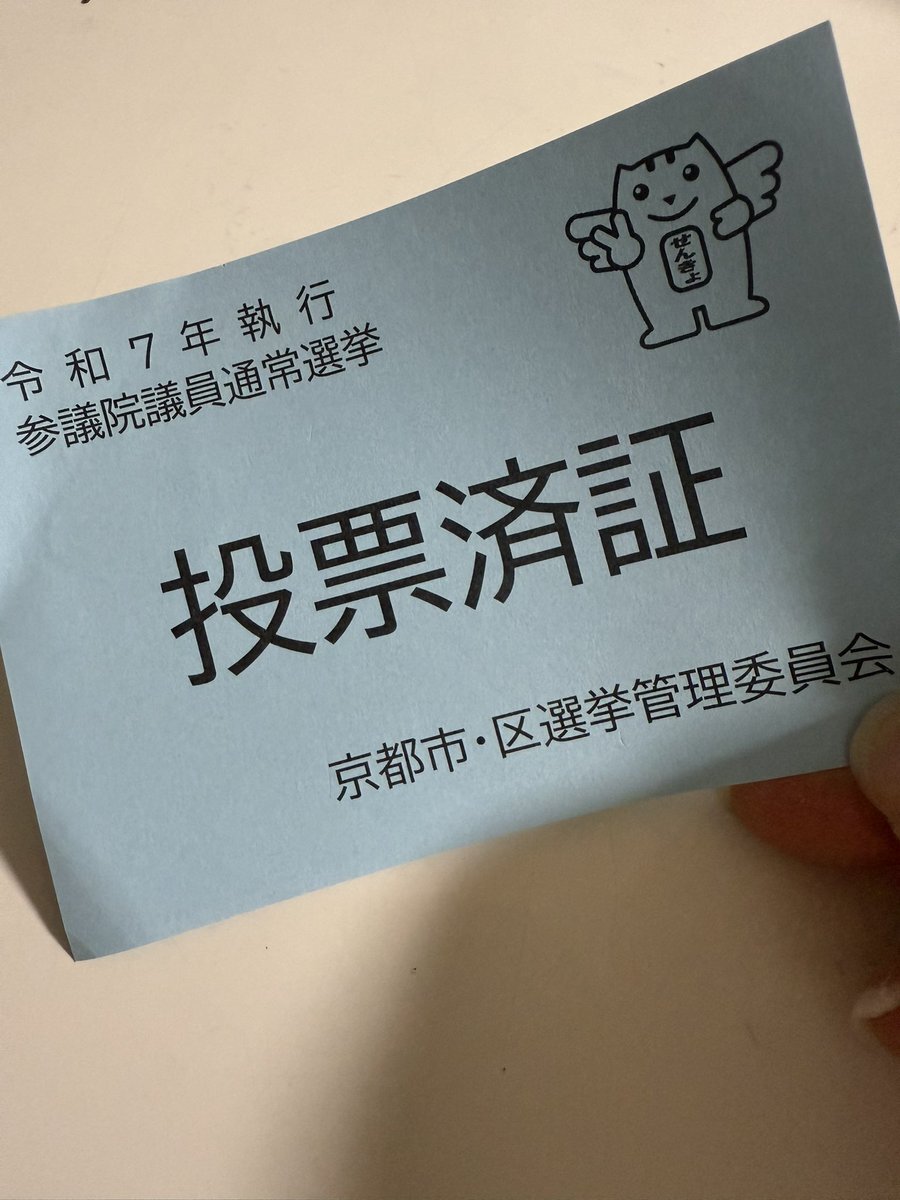 令和7年執行
参議院議員通常選挙
せんきょ
投票済証
京都市・区選挙管理委員会